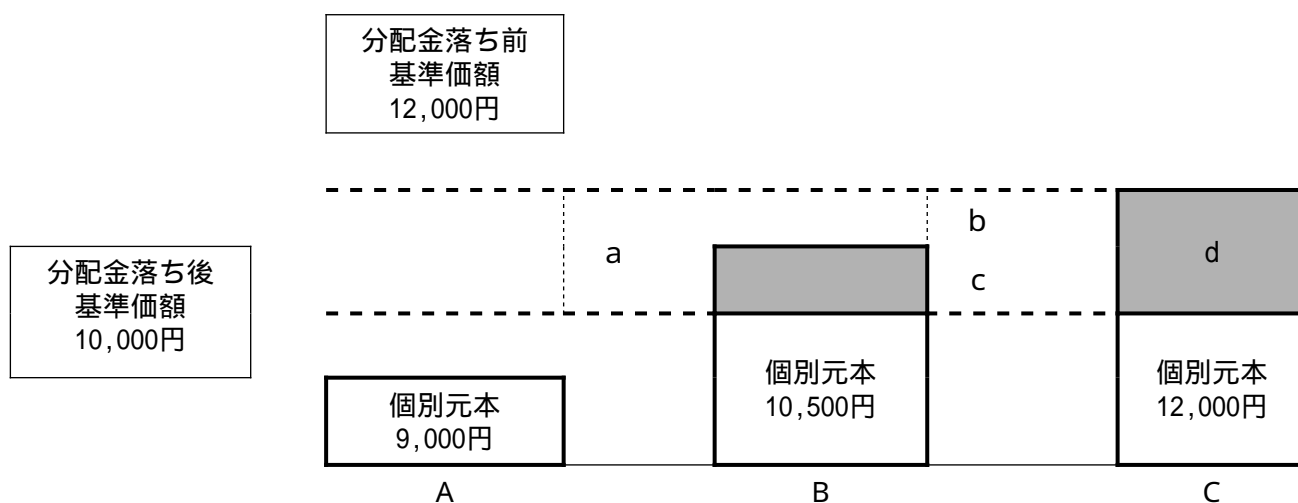 分配金落ち前
基準価額
12,000円
a
b
c
d
分配金落ち後
基準価額
10,000円
個別元本
9,000円
個別元本
10,500円
個別元本
12,000円
A
B
C